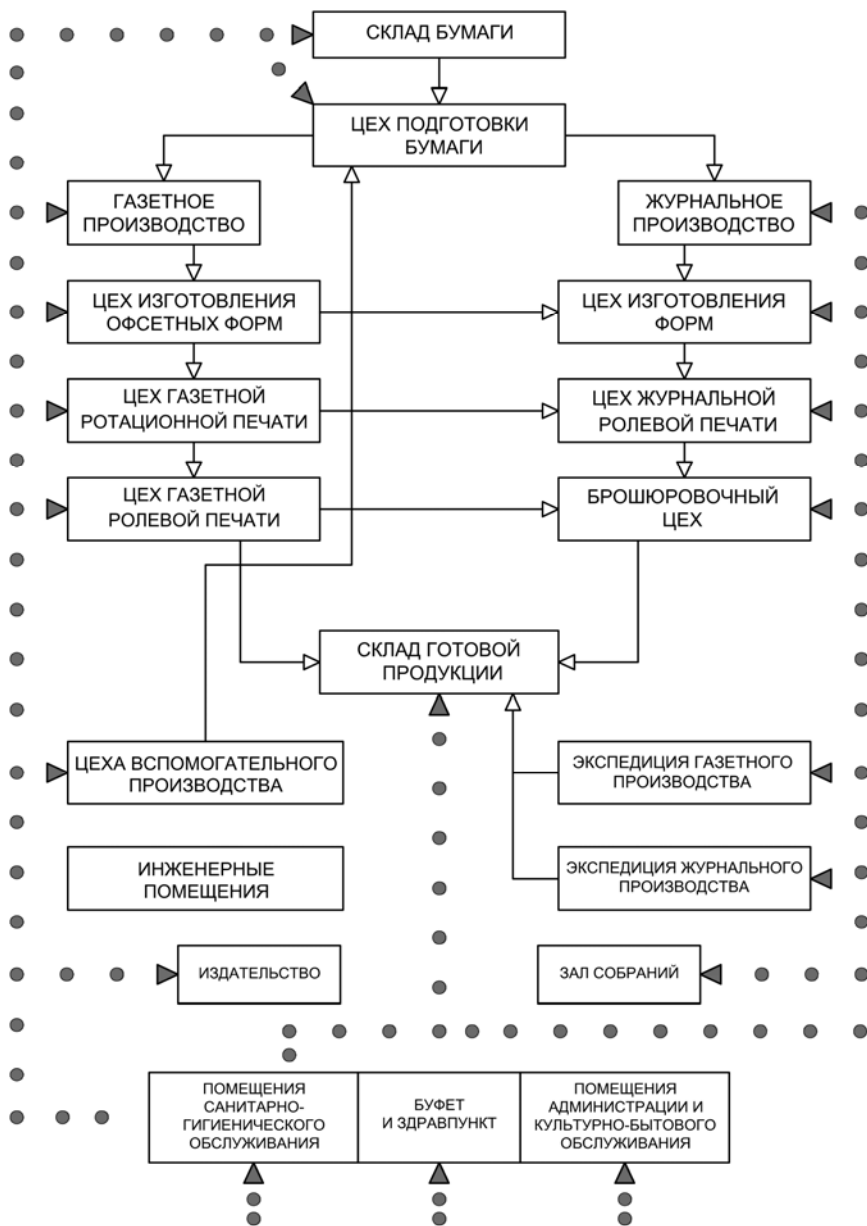 СКЛАД БУМАГИ
ЦЕХ ПОДГОТОВКИ
БУМАГИ
ГАЗЕТНОЕ
ПРОИЗВОДСТВО
ЖУРНАЛЬНОЕ
ПРОИЗВОДСТВО
ЦЕХ ИЗГОТОВЛЕНИЯ
ОФСЕТНЫХ ФОРМ
ЦЕХ ИЗГОТОВЛЕНИЯ
ФОРМ
ЦЕХ ГАЗЕТНОЙ
РОТАЦИОННОЙ ПЕЧАТИ
ЦЕХ ЖУРНАЛЬНОЙ
РОЛЕВОЙ ПЕЧАТИ
ЦЕХ ГАЗЕТНОЙ
РОЛЕВОЙ ПЕЧАТИ
БРОШЮРОВОЧНЫЙ
ЦЕХ
СКЛАД ГОТОВОЙ
ПРОДУКЦИИ
ЦЕХА ВСПОМОГАТЕЛЬНОГО
ПРОИЗВОДСТВА
ЭКСПЕДИЦИЯ ГАЗЕТНОГО
ПРОИЗВОДСТВА
ИНЖЕНЕРНЫЕ
ПОМЕЩЕНИЯ
ЭКСПЕДИЦИЯ ЖУРНАЛЬНОГО
ПРОИЗВОДСТВА
ИЗДАТЕЛЬСТВО
ЗАЛ СОБРАНИЙ
ПОМЕЩЕНИЯ
САНИТАРНО-
ГИГИЕНИЧЕСКОГО
ОБСЛУЖИВАНИЯ
БУФЕТ
И ЗДРАВПУНКТ
ПОМЕЩЕНИЯ
АДМИНИСТРАЦИИ И
КУЛЬТУРНО-БЫТОВОГО
ОБСЛУЖИВАНИЯ